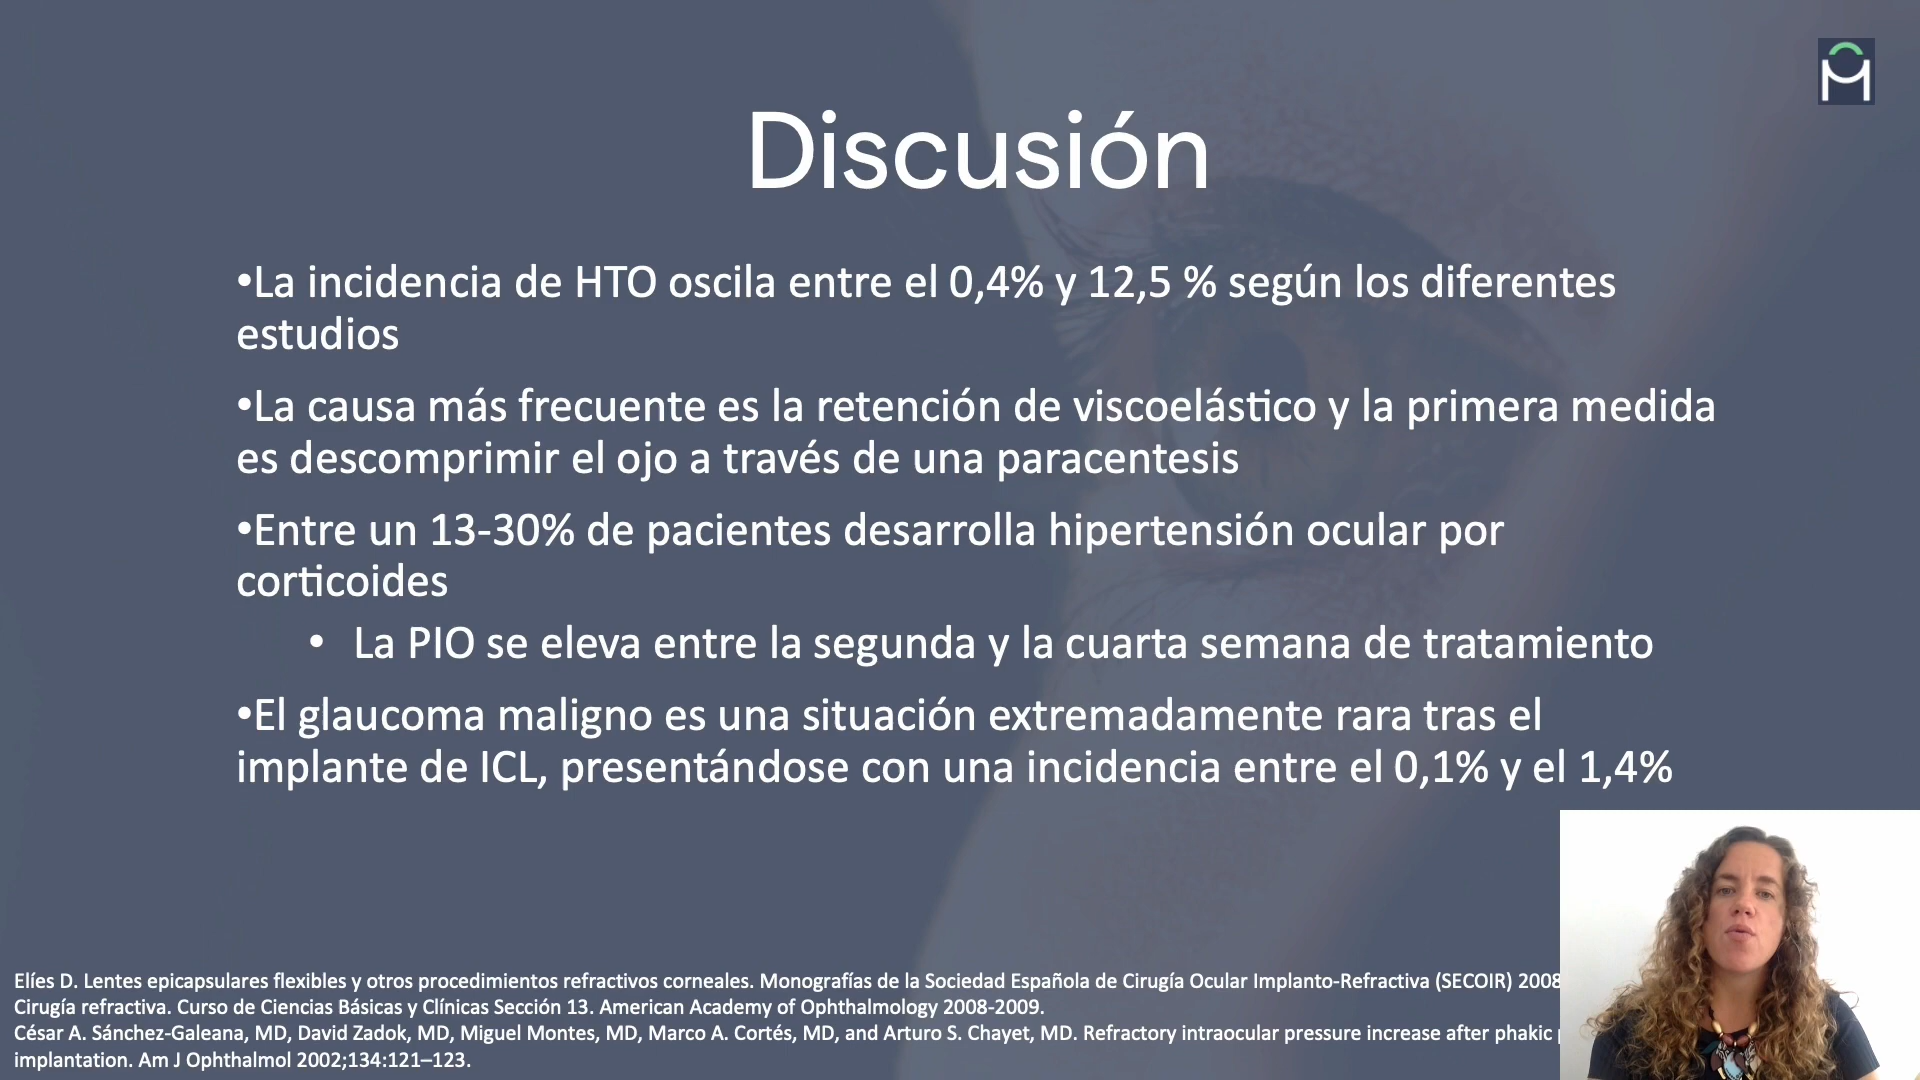 Discusión
•La incidencia de HTO oscila entre el 0,4% y 12,5 % según los diferentes
estudios
•La causa más frecuente es la retención de viscoelástico y la primera medida
es descomprimir el ojo a través de una paracentesis
•Entre un 13-30% de pacientes desarrolla hipertensión ocular por
corticoides
• La PIO se eleva entre la segunda y la cuarta semana de tratamiento
•El glaucoma maligno es una situación extremadamente rara tras el
implante de ICL, presentándose con una incidencia entre el 0,1% y el 1,4%
Elíes D. Lentes epicapsulares flexibles y otros procedimientos refractivos corneales. Monografías de la Sociedad Española de Cirugía Ocular Implanto-Refractiva (SECOIR) 2008
Cirugía refractiva. Curso de Ciencias Básicas y Clínicas Sección 13. American Academy of Ophthalmology 2008-2009.
César A. Sánchez-Galeana, MD, David Zadok, MD, Miguel Montes, MD, Marco A. Cortés, MD, and Arturo S. Chayet, MD. Refractory intraocular pressure increase after phakic
implantation. Am J Ophthalmol 2002;134:121–123.